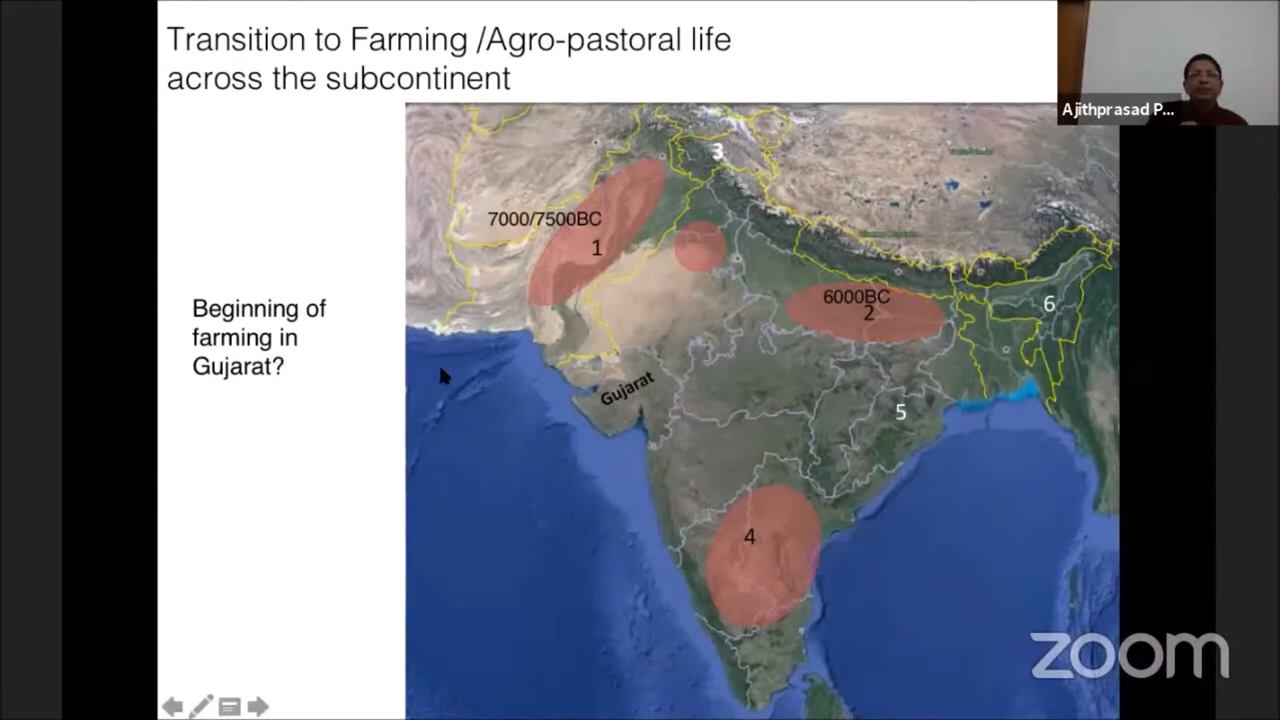 Transition to Farming /Agro-pastoral life
across the subcontinent
Ajithprasad P...
3
7000/7500BC
1
6000BC
2
6
Beginning of
farming in
Gujarat?
Gujarat
5
4
zoom